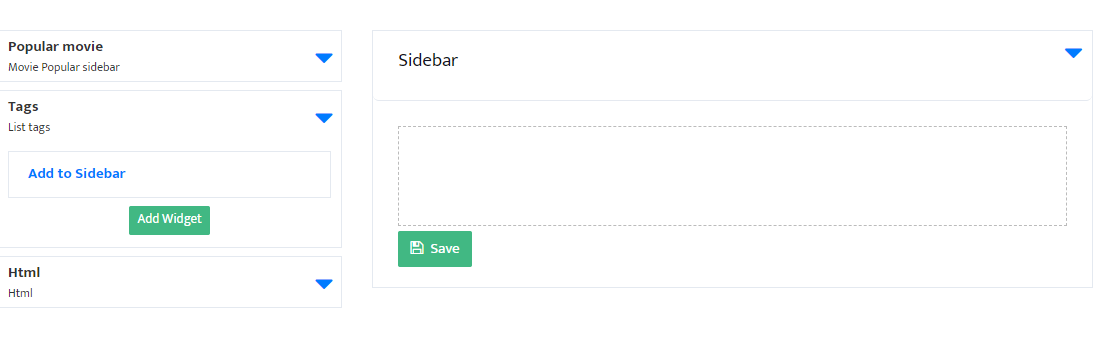 Popular movie
Movie Popular sidebar
Tags
List tags
Add to Sidebar
Add Widget
Html
Html
Sidebar
Save